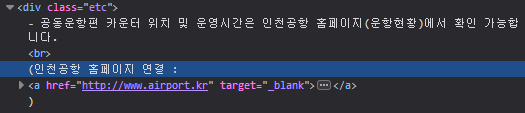 ▼ <div class="etc">
- 공동운항편 카운터 위치 및 운영시간은 인천공항 홈페이지(운항현황)에서 확인 가능합
니다.
<br>
(인천공항 홈페이지 연결 :
▶ <a href="http://www.airport.kr" target="_blank">⋯</a>
)